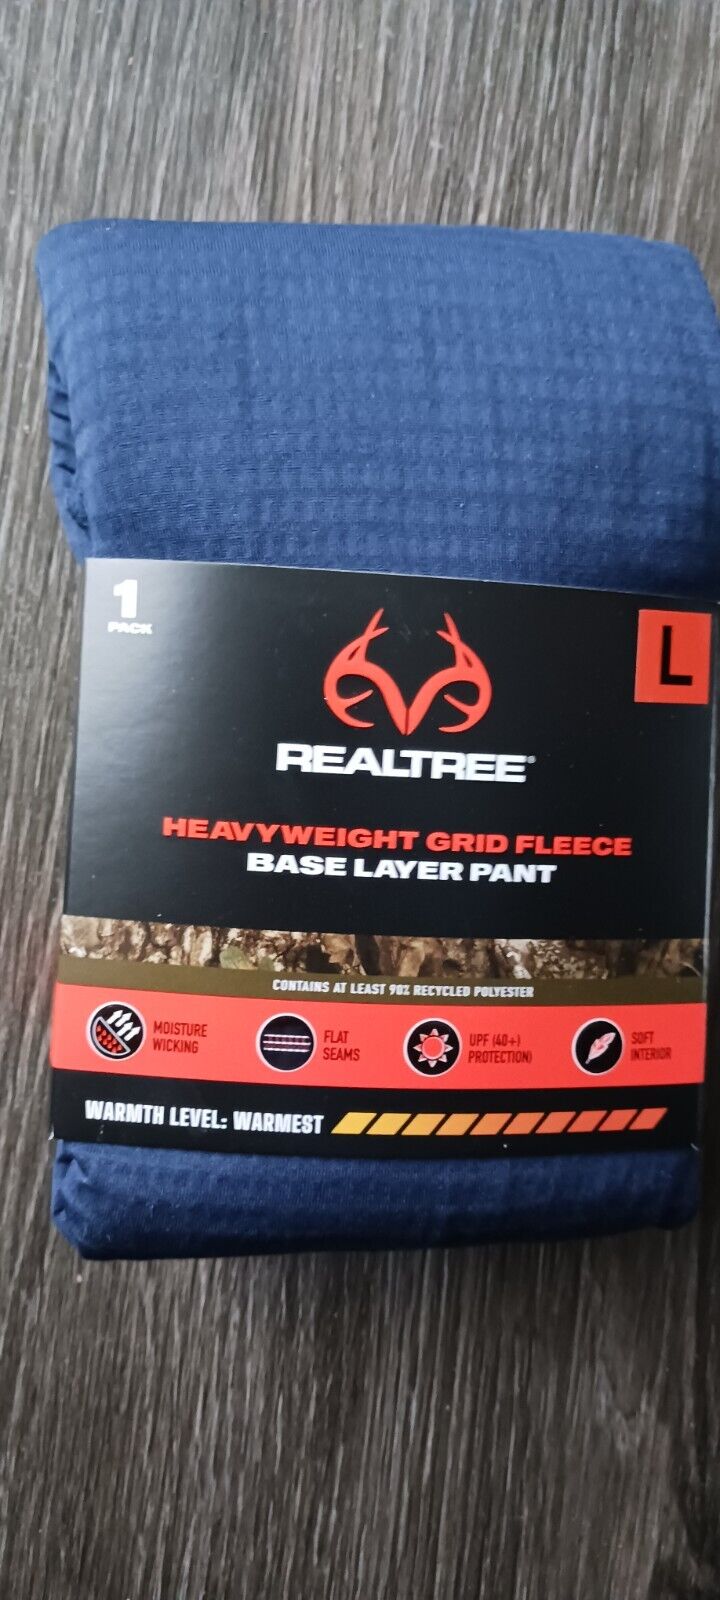 1
PACK
L
REALTREE®
HEAVYWEIGHT GRID FLEECE
BASE LAYER PANT
CONTAINS AT LEAST 90% RECYCLED POLYESTER
MOISTURE
WICKING
FLAT
SEAMS
UPF (40+)
PROTECTION)
SOFT
INTERIOR
WARMTH LEVEL: WARMEST